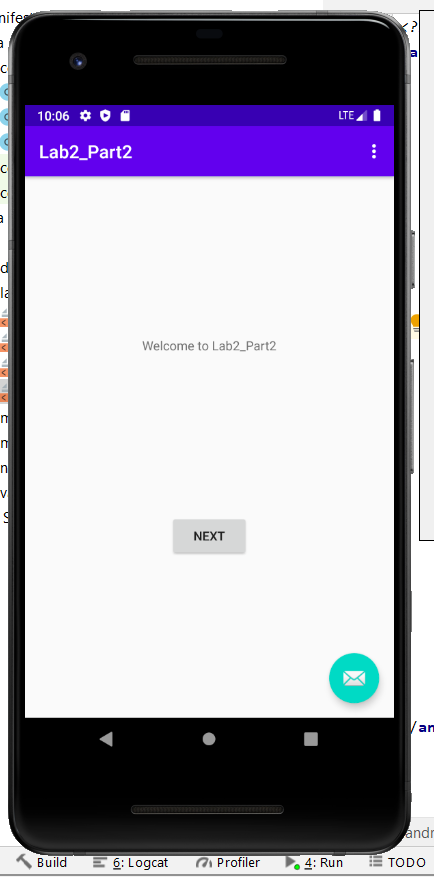 10:06 LTE
Lab2_Part2
Welcome to Lab2_Part2
NEXT
Build 6: Logcat Profiler 4: Run TODO